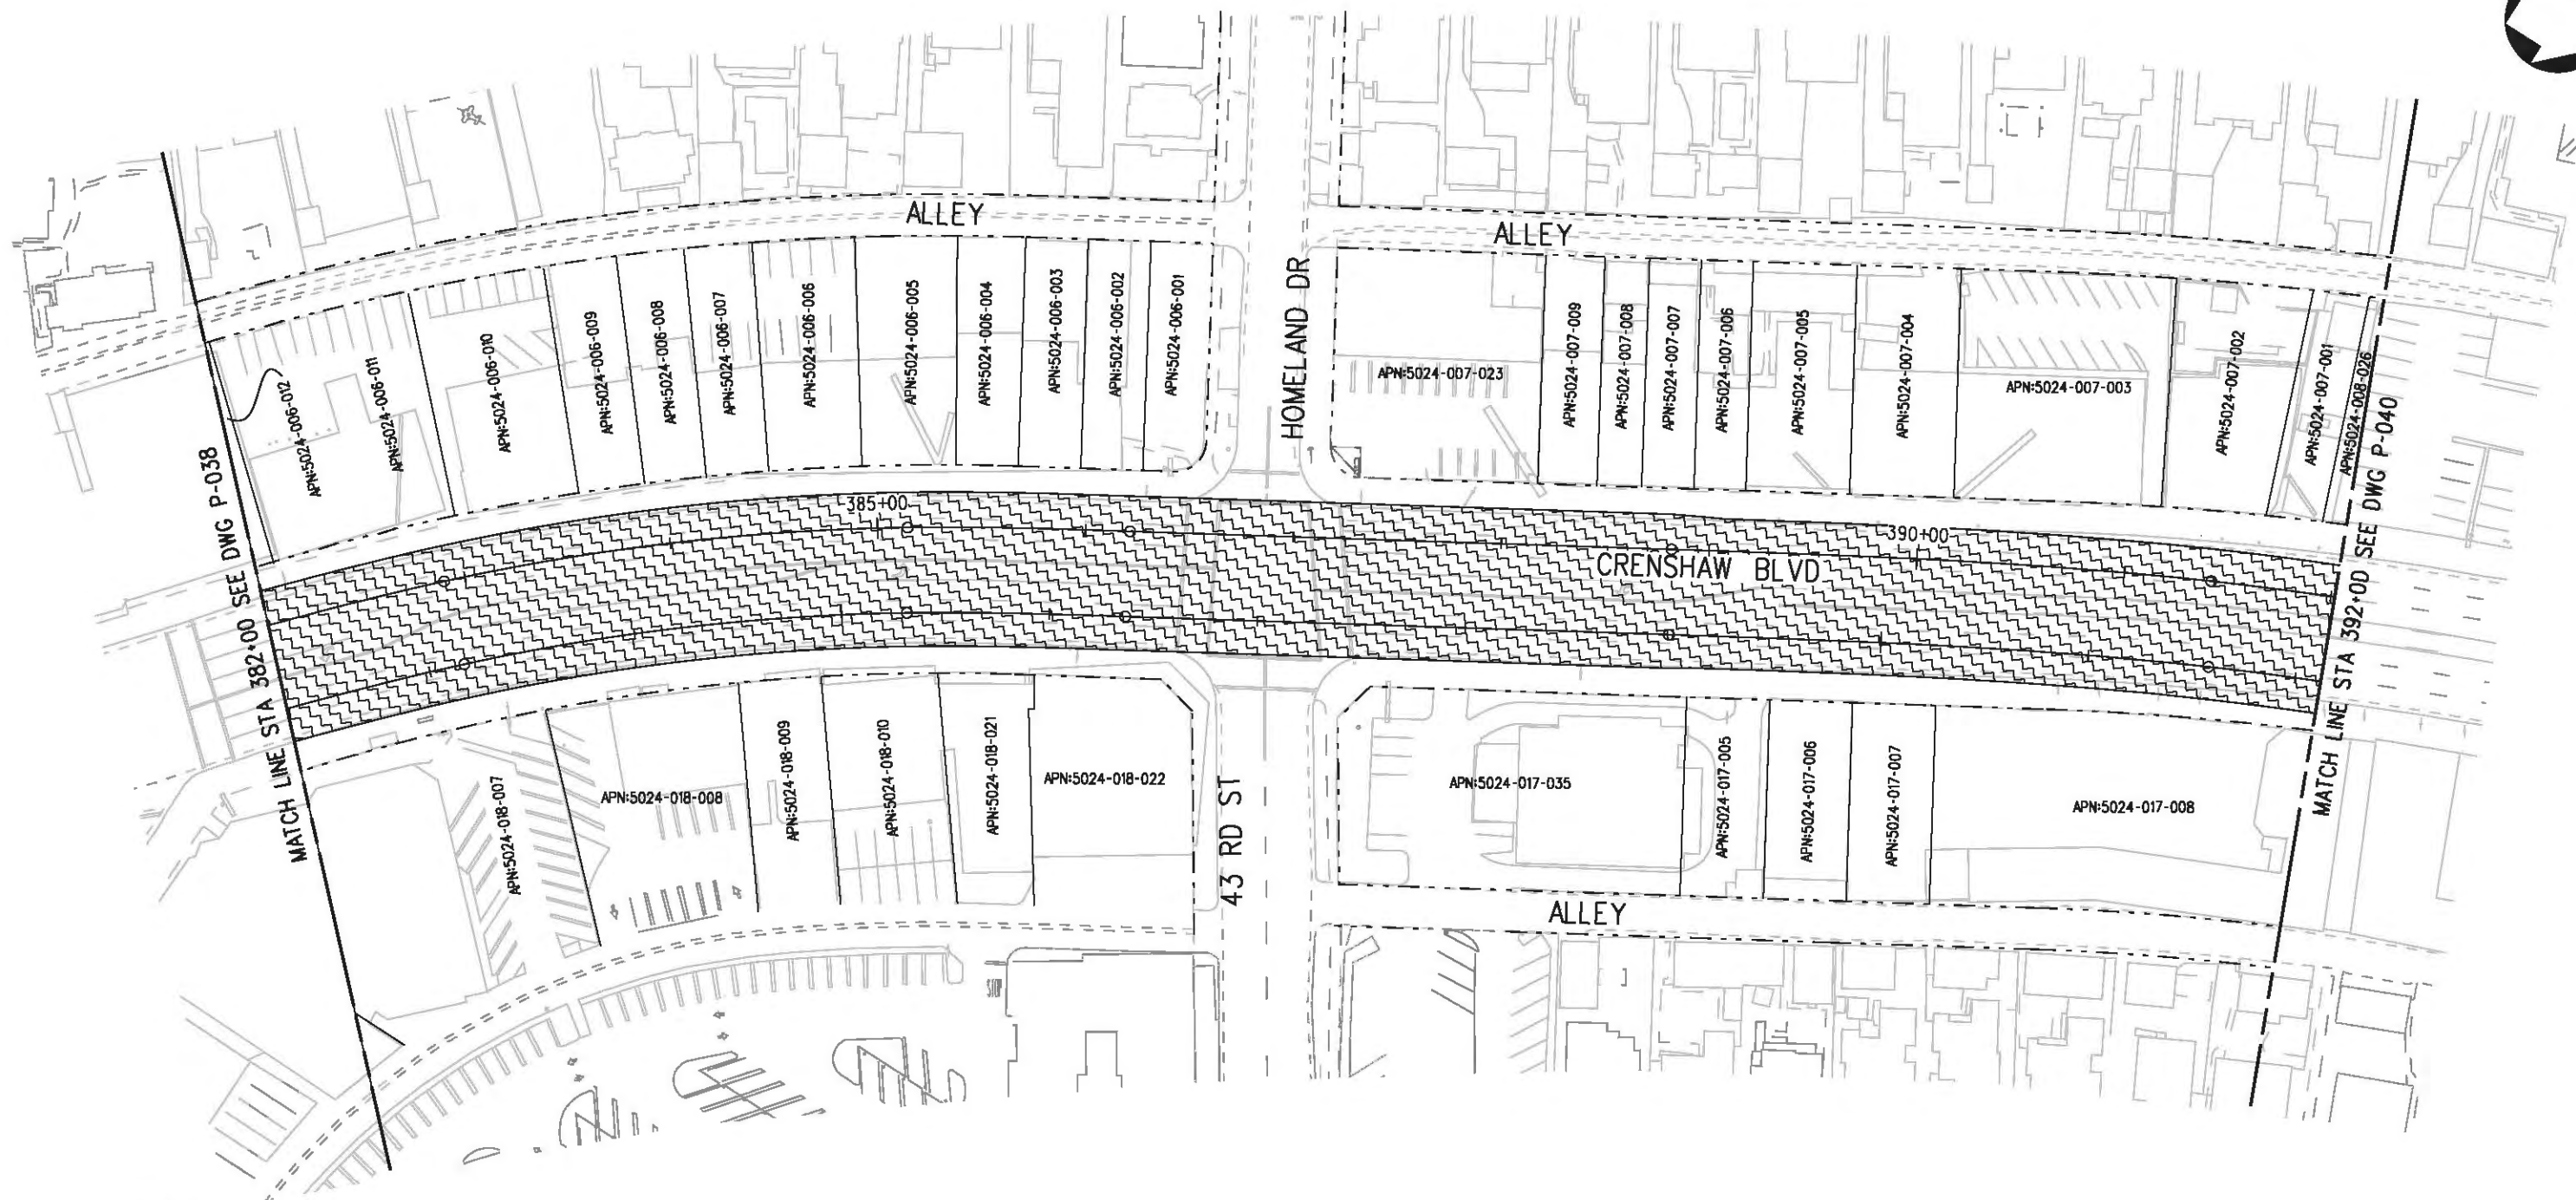 ALLEY
ALLEY
HOMELAND DR
APN:5024-006-012
APN:5024-006-011
APN:5024-006-010
APN:5024-006-009
APN:5024-006-008
APN:5024-006-007
APN:5024-006-006
APN:5024-006-005
APN:5024-006-004
APN:5024-006-003
APN:5024-006-002
APN:5024-006-001
APN:5024-007-023
APN:5024-007-009
APN:5024-007-008
APN:5024-007-007
APN:5024-007-006
APN:5024-007-005
APN:5024-007-004
APN:5024-007-003
APN:5024-007-002
APN:5024-007-001
APN:5024-008-026
MATCH LINE STA 382+00 SEE DWG P-038
385+00
390+00
CRENSHAW BLVD
MATCH LINE STA 392+00 SEE DWG P-040
APN:5024-018-007
APN:5024-018-008
APN:5024-018-009
APN:5024-018-010
APN:5024-018-021
APN:5024-018-022
43 RD ST
APN:5024-017-035
APN:5024-017-005
APN:5024-017-006
APN:5024-017-007
APN:5024-017-008
ALLEY